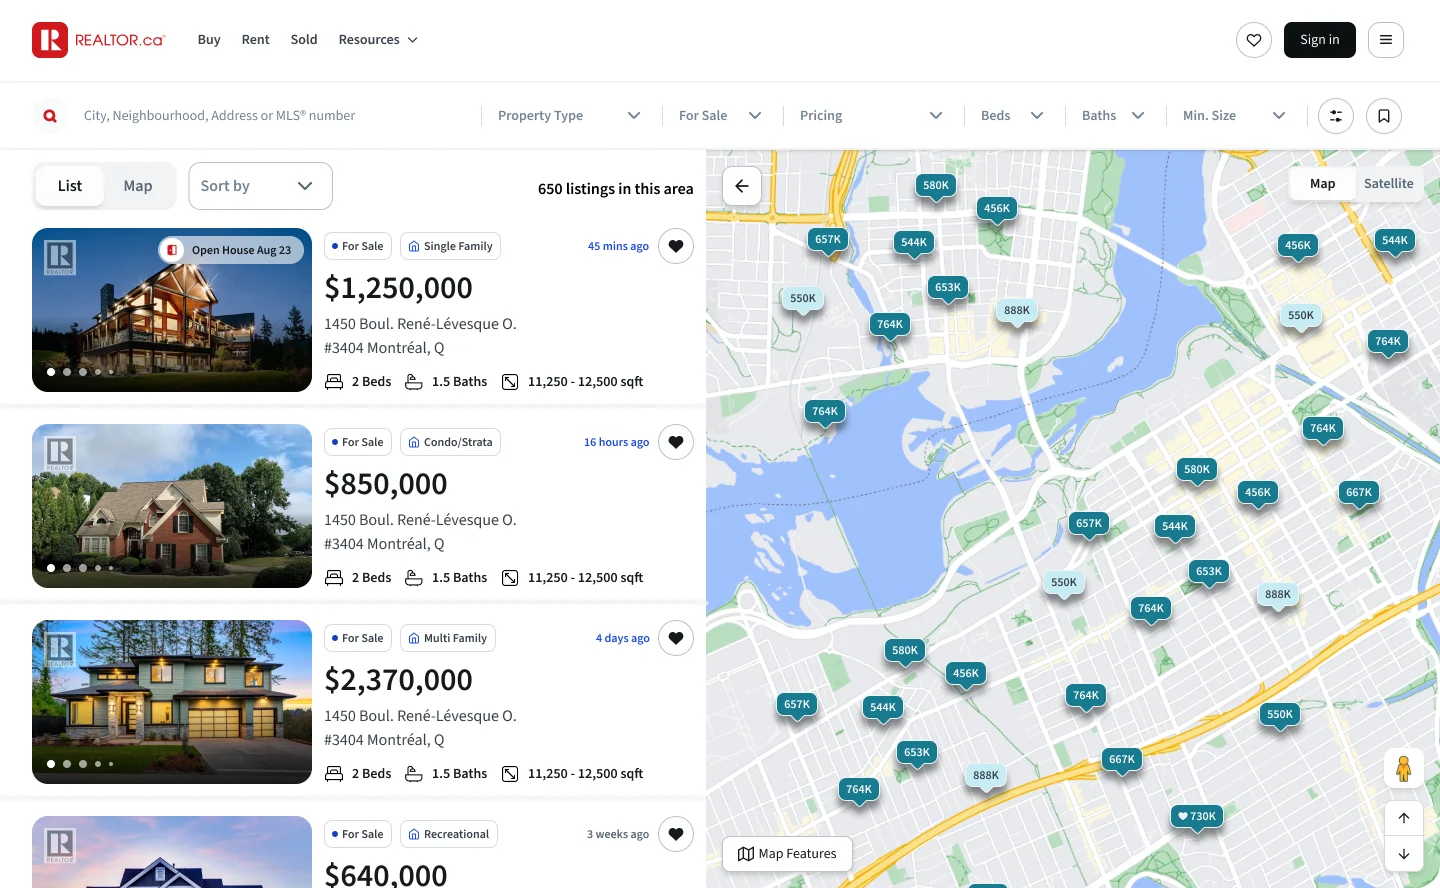 REALTOR.ca
Buy
Rent
Sold
Resources
Sign in
City, Neighbourhood, Address or MLS® number
Property Type
For Sale
Pricing
Beds
Baths
Min. Size
List
Map
Sort by
650 listings in this area
REALTOR
Open House Aug 23
For Sale
Single Family
45 mins ago
$1,250,000
1450 Boul. René-Lévesque O.
#3404 Montréal, Q
2 Beds
1.5 Baths
11,250 - 12,500 sqft
REALTOR
For Sale
Condo/Strata
16 hours ago
$850,000
1450 Boul. René-Lévesque O.
#3404 Montréal, Q
2 Beds
1.5 Baths
11,250 - 12,500 sqft
REALTOR
For Sale
Multi Family
4 days ago
$2,370,000
1450 Boul. René-Lévesque O.
#3404 Montréal, Q
2 Beds
1.5 Baths
11,250 - 12,500 sqft
REALTOR
For Sale
Recreational
3 weeks ago
$640,000
Map
Satellite
580K
456K
657K
544K
456K
544K
653K
550K
888K
550K
764K
764K
764K
764K
580K
456K
667K
657K
544K
653K
550K
888K
764K
580K
456K
764K
657K
544K
550K
653K
667K
888K
764K
730K
Map Features